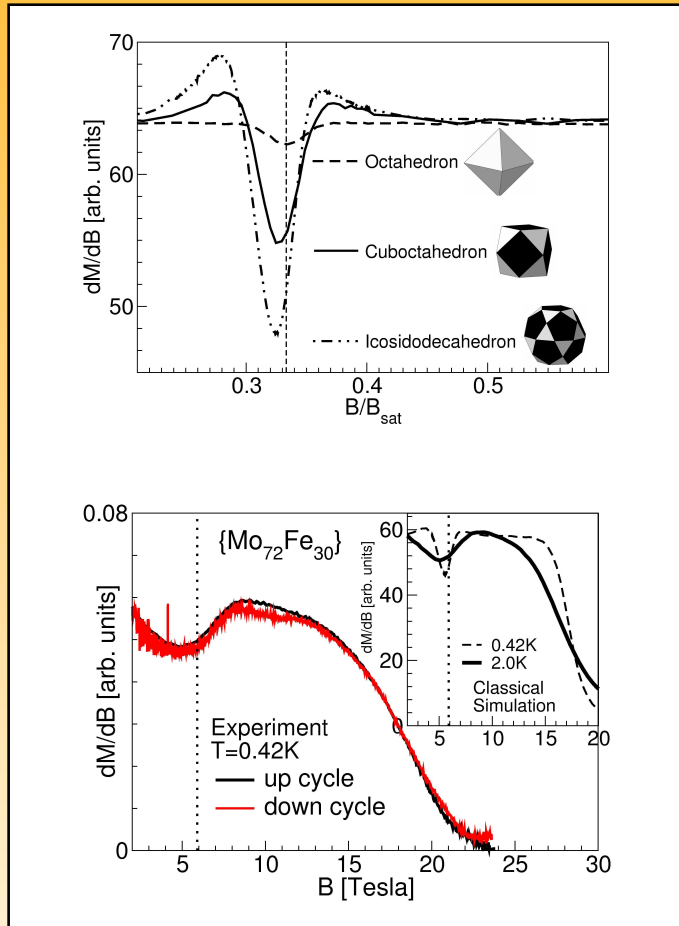 70
60
50
dM/dB [arb. units]
Octahedron
Cuboctahedron
Icosidodecahedron
0.3
0.4
0.5
B/B_sat
0.08
0
dM/dB [arb. units]
{Mo_72Fe_30}
Experiment
T=0.42K
up cycle
down cycle
5
10
15
20
25
30
B [Tesla]
60
40
20
0
dM/dB [arb. units]
0.42K
2.0K
Classical
Simulation
5
10
15
20